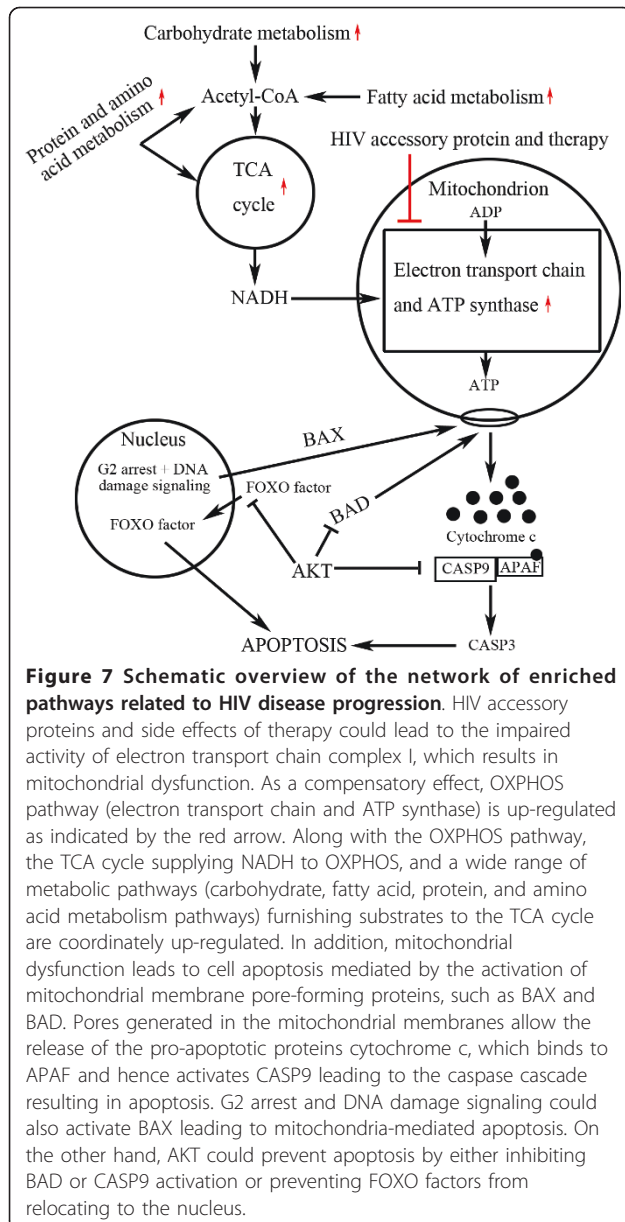 Carbohydrate metabolism
Protein and amino
acid metabolism
Acetyl-CoA
Fatty acid metabolism
HIV accessory protein and therapy
TCA
cycle
Mitochondrion
ADP
Electron transport chain
and ATP synthase
NADH
ATP
Nucleus
G2 arrest + DNA
damage signaling
FOXO factor
BAX
FOXO factor
BAD
Cytochrome c
AKT
CASP9 APAF
APOPTOSIS
CASP3
Figure 7 Schematic overview of the network of enriched
pathways related to HIV disease progression. HIV accessory
proteins and side effects of therapy could lead to the impaired
activity of electron transport chain complex I, which results in
mitochondrial dysfunction. As a compensatory effect, OXPHOS
pathway (electron transport chain and ATP synthase) is up-regulated
as indicated by the red arrow. Along with the OXPHOS pathway,
the TCA cycle supplying NADH to OXPHOS, and a wide range of
metabolic pathways (carbohydrate, fatty acid, protein, and amino
acid metabolism pathways) furnishing substrates to the TCA cycle
are coordinately up-regulated. In addition, mitochondrial
dysfunction leads to cell apoptosis mediated by the activation of
mitochondrial membrane pore-forming proteins, such as BAX and
BAD. Pores generated in the mitochondrial membranes allow the
release of the pro-apoptotic proteins cytochrome c, which binds to
APAF and hence activates CASP9 leading to the caspase cascade
resulting in apoptosis. G2 arrest and DNA damage signaling could
also activate BAX leading to mitochondria-mediated apoptosis. On
the other hand, AKT could prevent apoptosis by either inhibiting
BAD or CASP9 activation or preventing FOXO factors from
relocating to the nucleus.